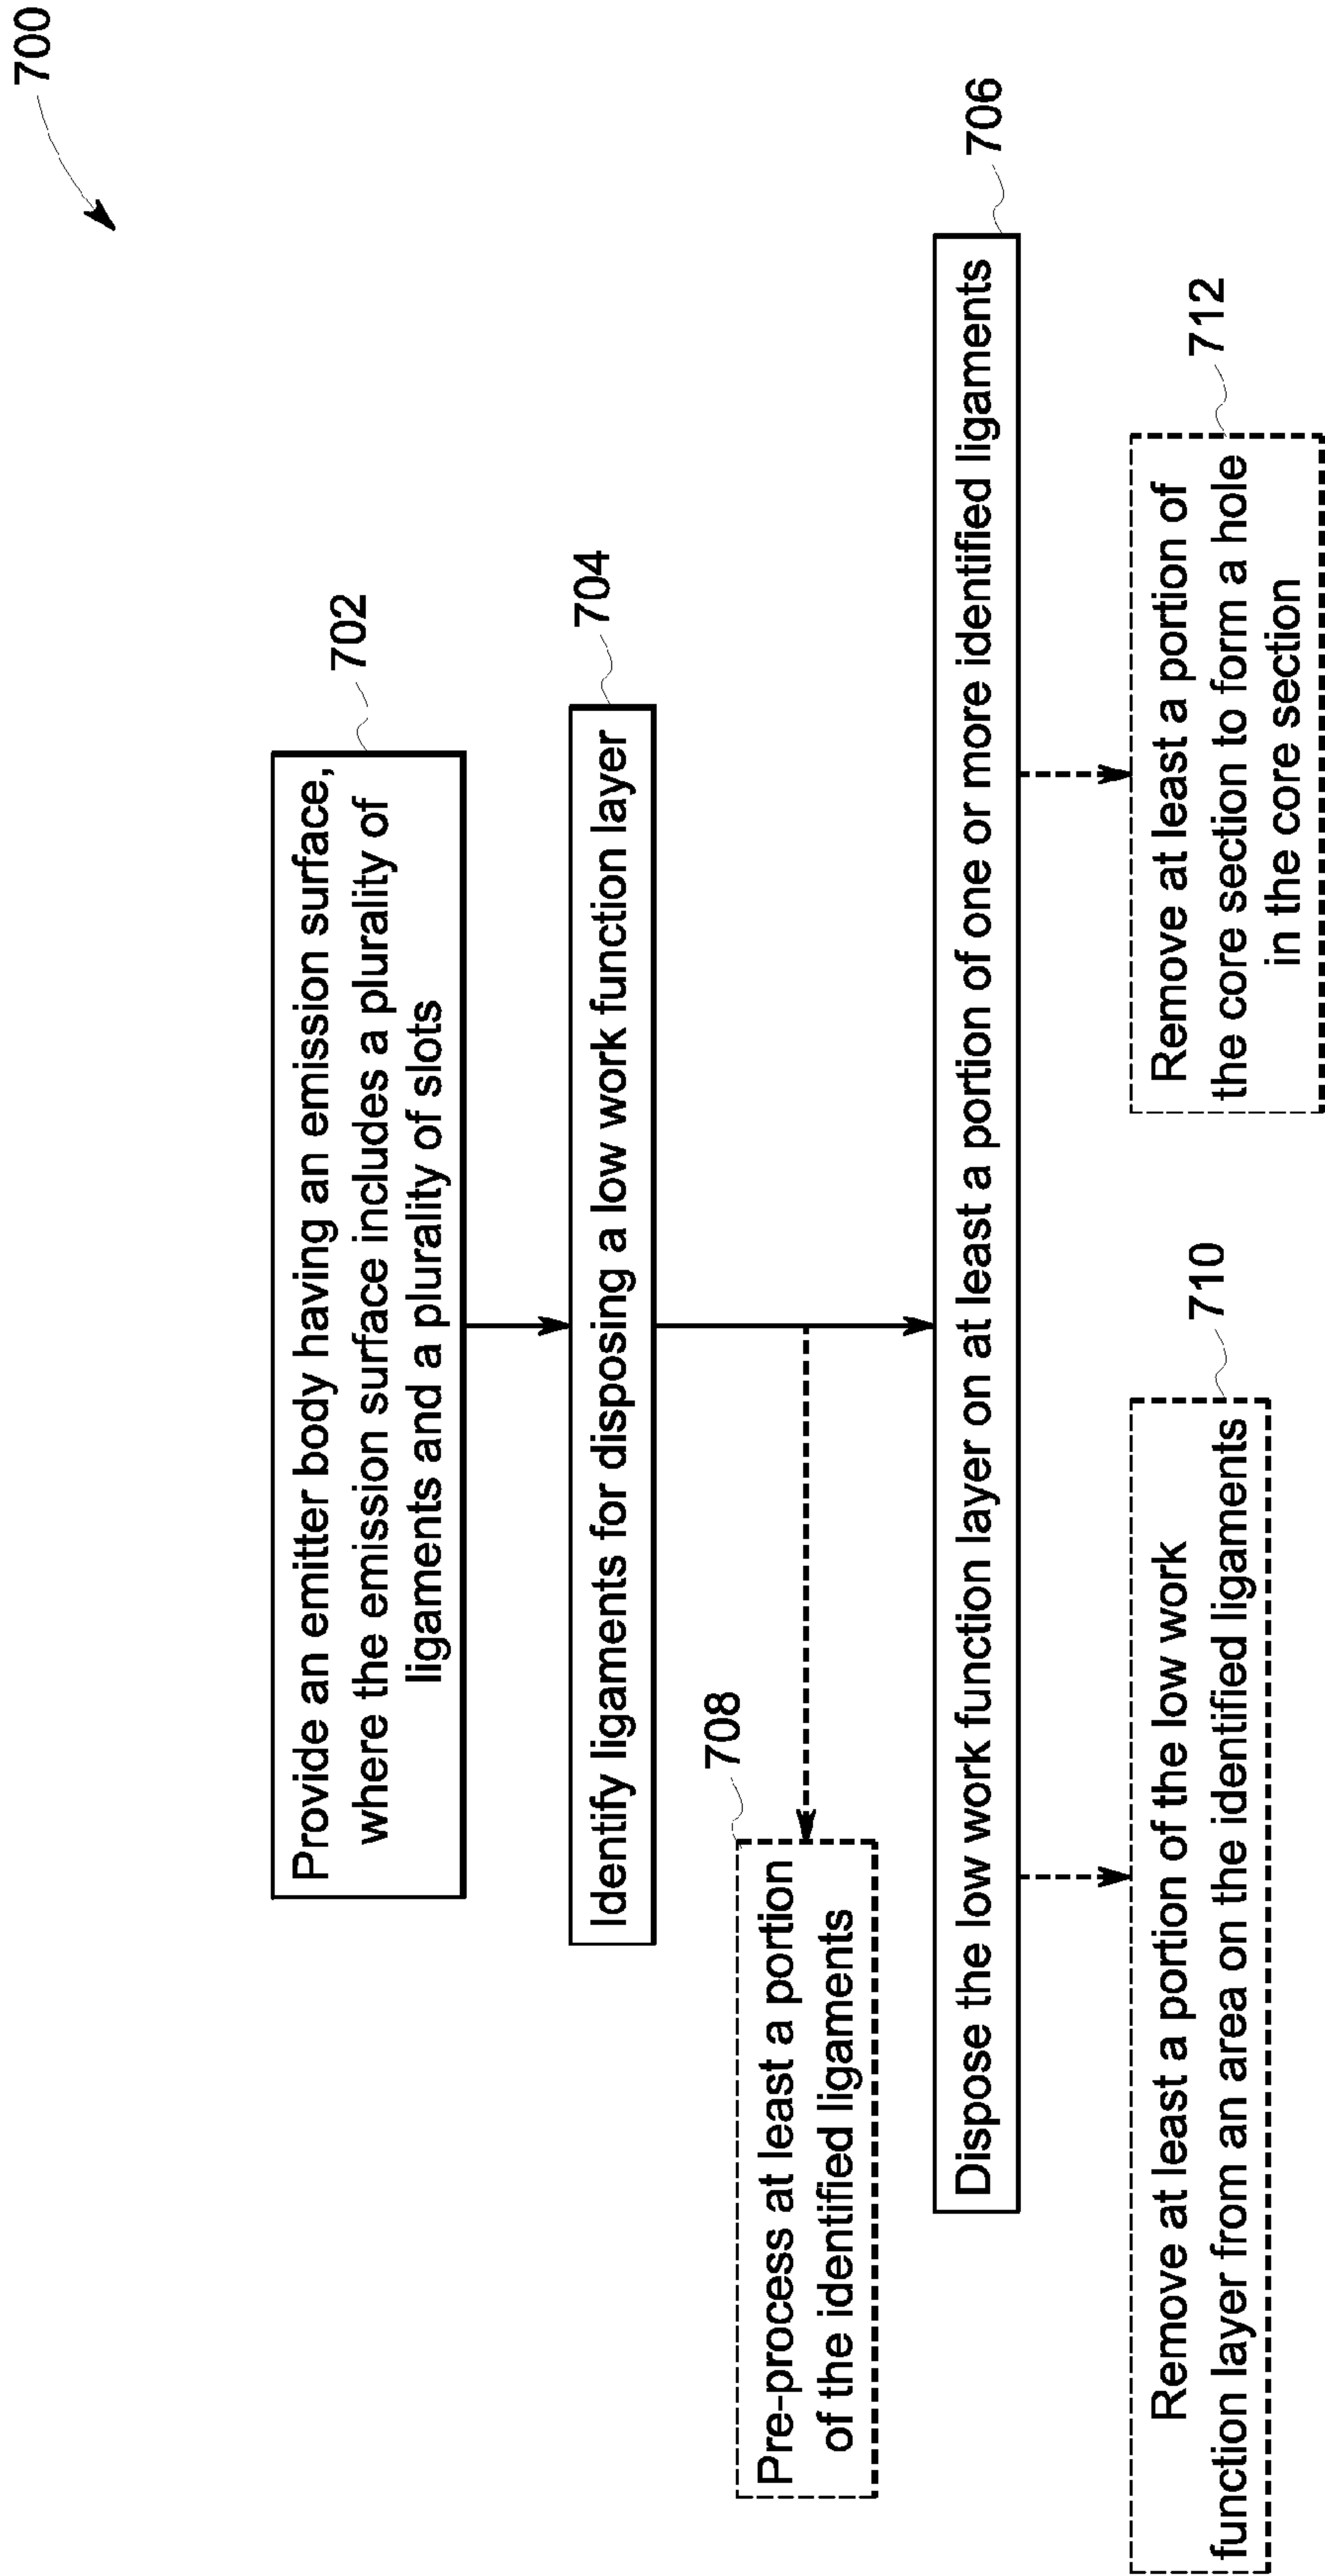 700
702
Provide an emitter body having an emission surface,
where the emission surface includes a plurality of
ligaments and a plurality of slots
704
Identify ligaments for disposing a low work function layer
708
Pre-process at least a portion
of the identified ligaments
706
Dispose the low work function layer on at least a portion of one or more identified ligaments
710
Remove at least a portion of the low work
function layer from an area on the identified ligaments
712
Remove at least a portion of
the core section to form a hole
in the core section